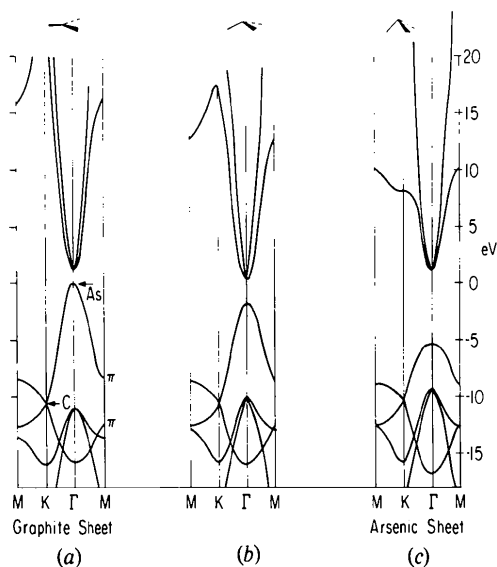 20
15
10
5
eV
0
As
-5
π
-10
C
π
-15
M K Γ M
M K Γ M
M K Γ M
Graphite Sheet
Arsenic Sheet
(a)
(b)
(c)